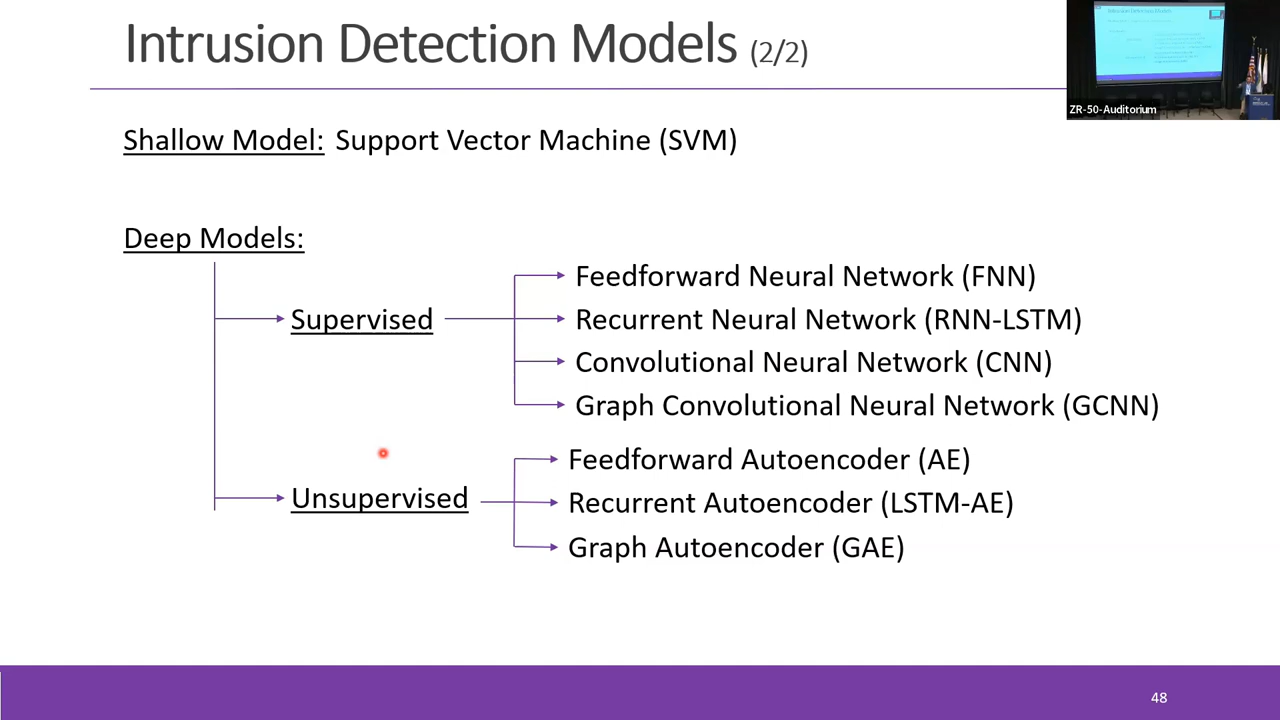 Intrusion Detection Models (2/2)
ZR-50-Auditorium
Shallow Model: Support Vector Machine (SVM)
Deep Models:
Supervised
Feedforward Neural Network (FNN)
Recurrent Neural Network (RNN-LSTM)
Convolutional Neural Network (CNN)
Graph Convolutional Neural Network (GCNN)
Unsupervised
Feedforward Autoencoder (AE)
Recurrent Autoencoder (LSTM-AE)
Graph Autoencoder (GAE)
48